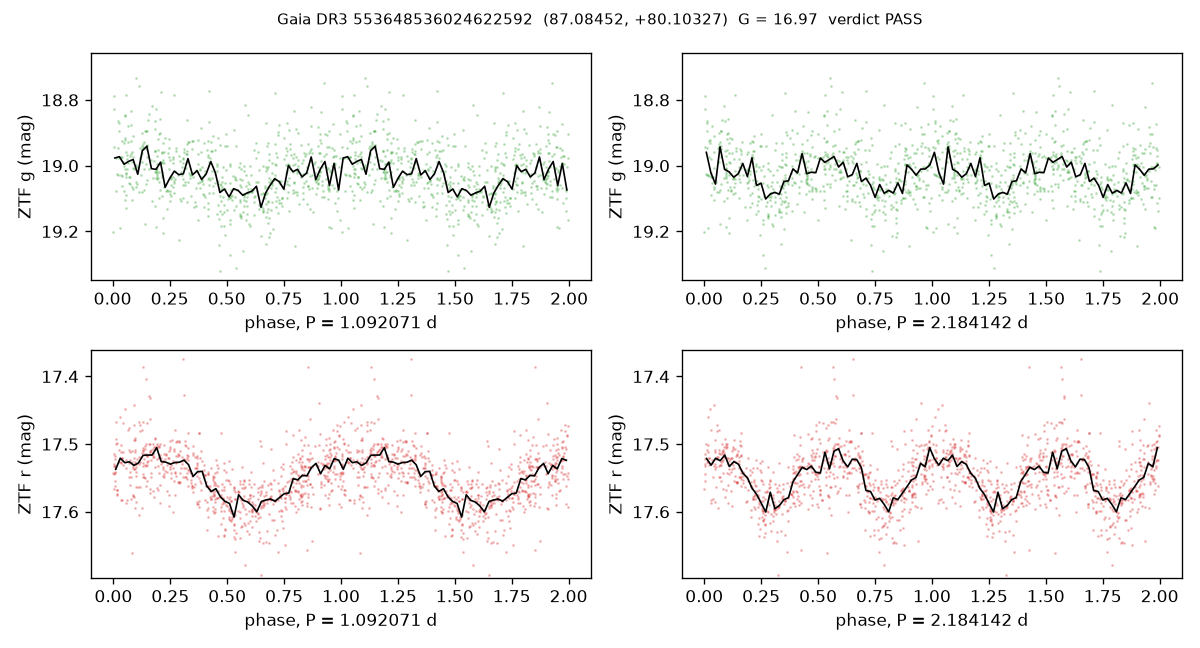 Gaia DR3 553648536024622592  (87.08452, +80.10327)  G = 16.97  verdict PASS
ZTF g (mag)
18.8
19.0
19.2
0.00 0.25 0.50 0.75 1.00 1.25 1.50 1.75 2.00
phase, P = 1.092071 d
ZTF g (mag)
18.8
19.0
19.2
0.00 0.25 0.50 0.75 1.00 1.25 1.50 1.75 2.00
phase, P = 2.184142 d
ZTF r (mag)
17.4
17.5
17.6
0.00 0.25 0.50 0.75 1.00 1.25 1.50 1.75 2.00
phase, P = 1.092071 d
ZTF r (mag)
17.4
17.5
17.6
0.00 0.25 0.50 0.75 1.00 1.25 1.50 1.75 2.00
phase, P = 2.184142 d